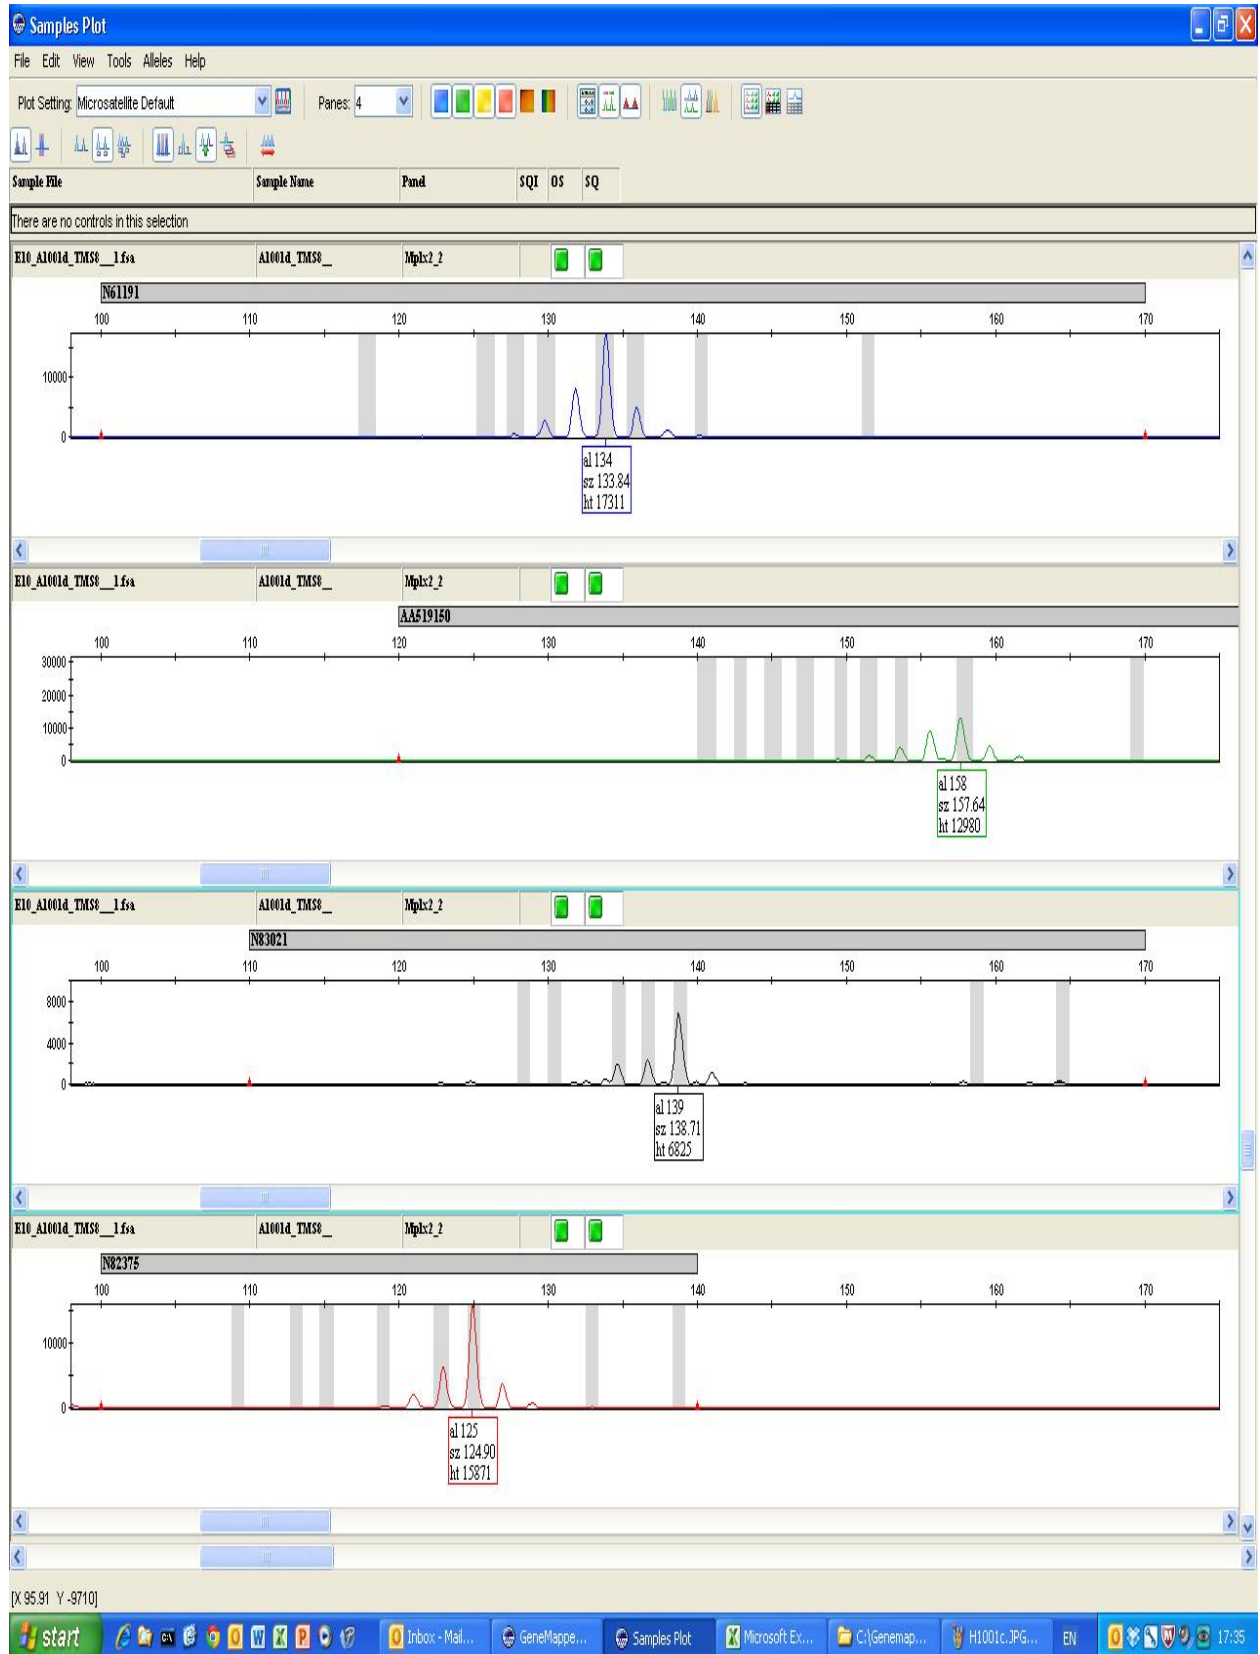 Samples Plot
File Edit View Tools Alleles Help
Plot Setting: Microsatellite Default Panes: 4
Sample File Sample Name Panel SQI OS SQ
There are no controls in this selection
E10_A1001d_TMS8__1.fsa A1001d_TMS8__ Mplx2_2
N61191
100 110 120 130 140 150 160 170
10000
0
al 134
sz 133.84
ht 17311
E10_A1001d_TMS8__1.fsa A1001d_TMS8__ Mplx2_2
AA519150
100 110 120 130 140 150 160 170
30000
20000
10000
0
al 158
sz 157.64
ht 12980
E10_A1001d_TMS8__1.fsa A1001d_TMS8__ Mplx2_2
N83021
100 110 120 130 140 150 160 170
8000
4000
0
al 139
sz 138.71
ht 6825
E10_A1001d_TMS8__1.fsa A1001d_TMS8__ Mplx2_2
N82375
100 110 120 130 140 150 160 170
10000
0
al 125
sz 124.90
ht 15871
[X 95.91 Y -9710]
start Inbox - Mail... GeneMappe... Samples Plot Microsoft Ex... C:\Genemap... H1001c.JPG... EN 17:35